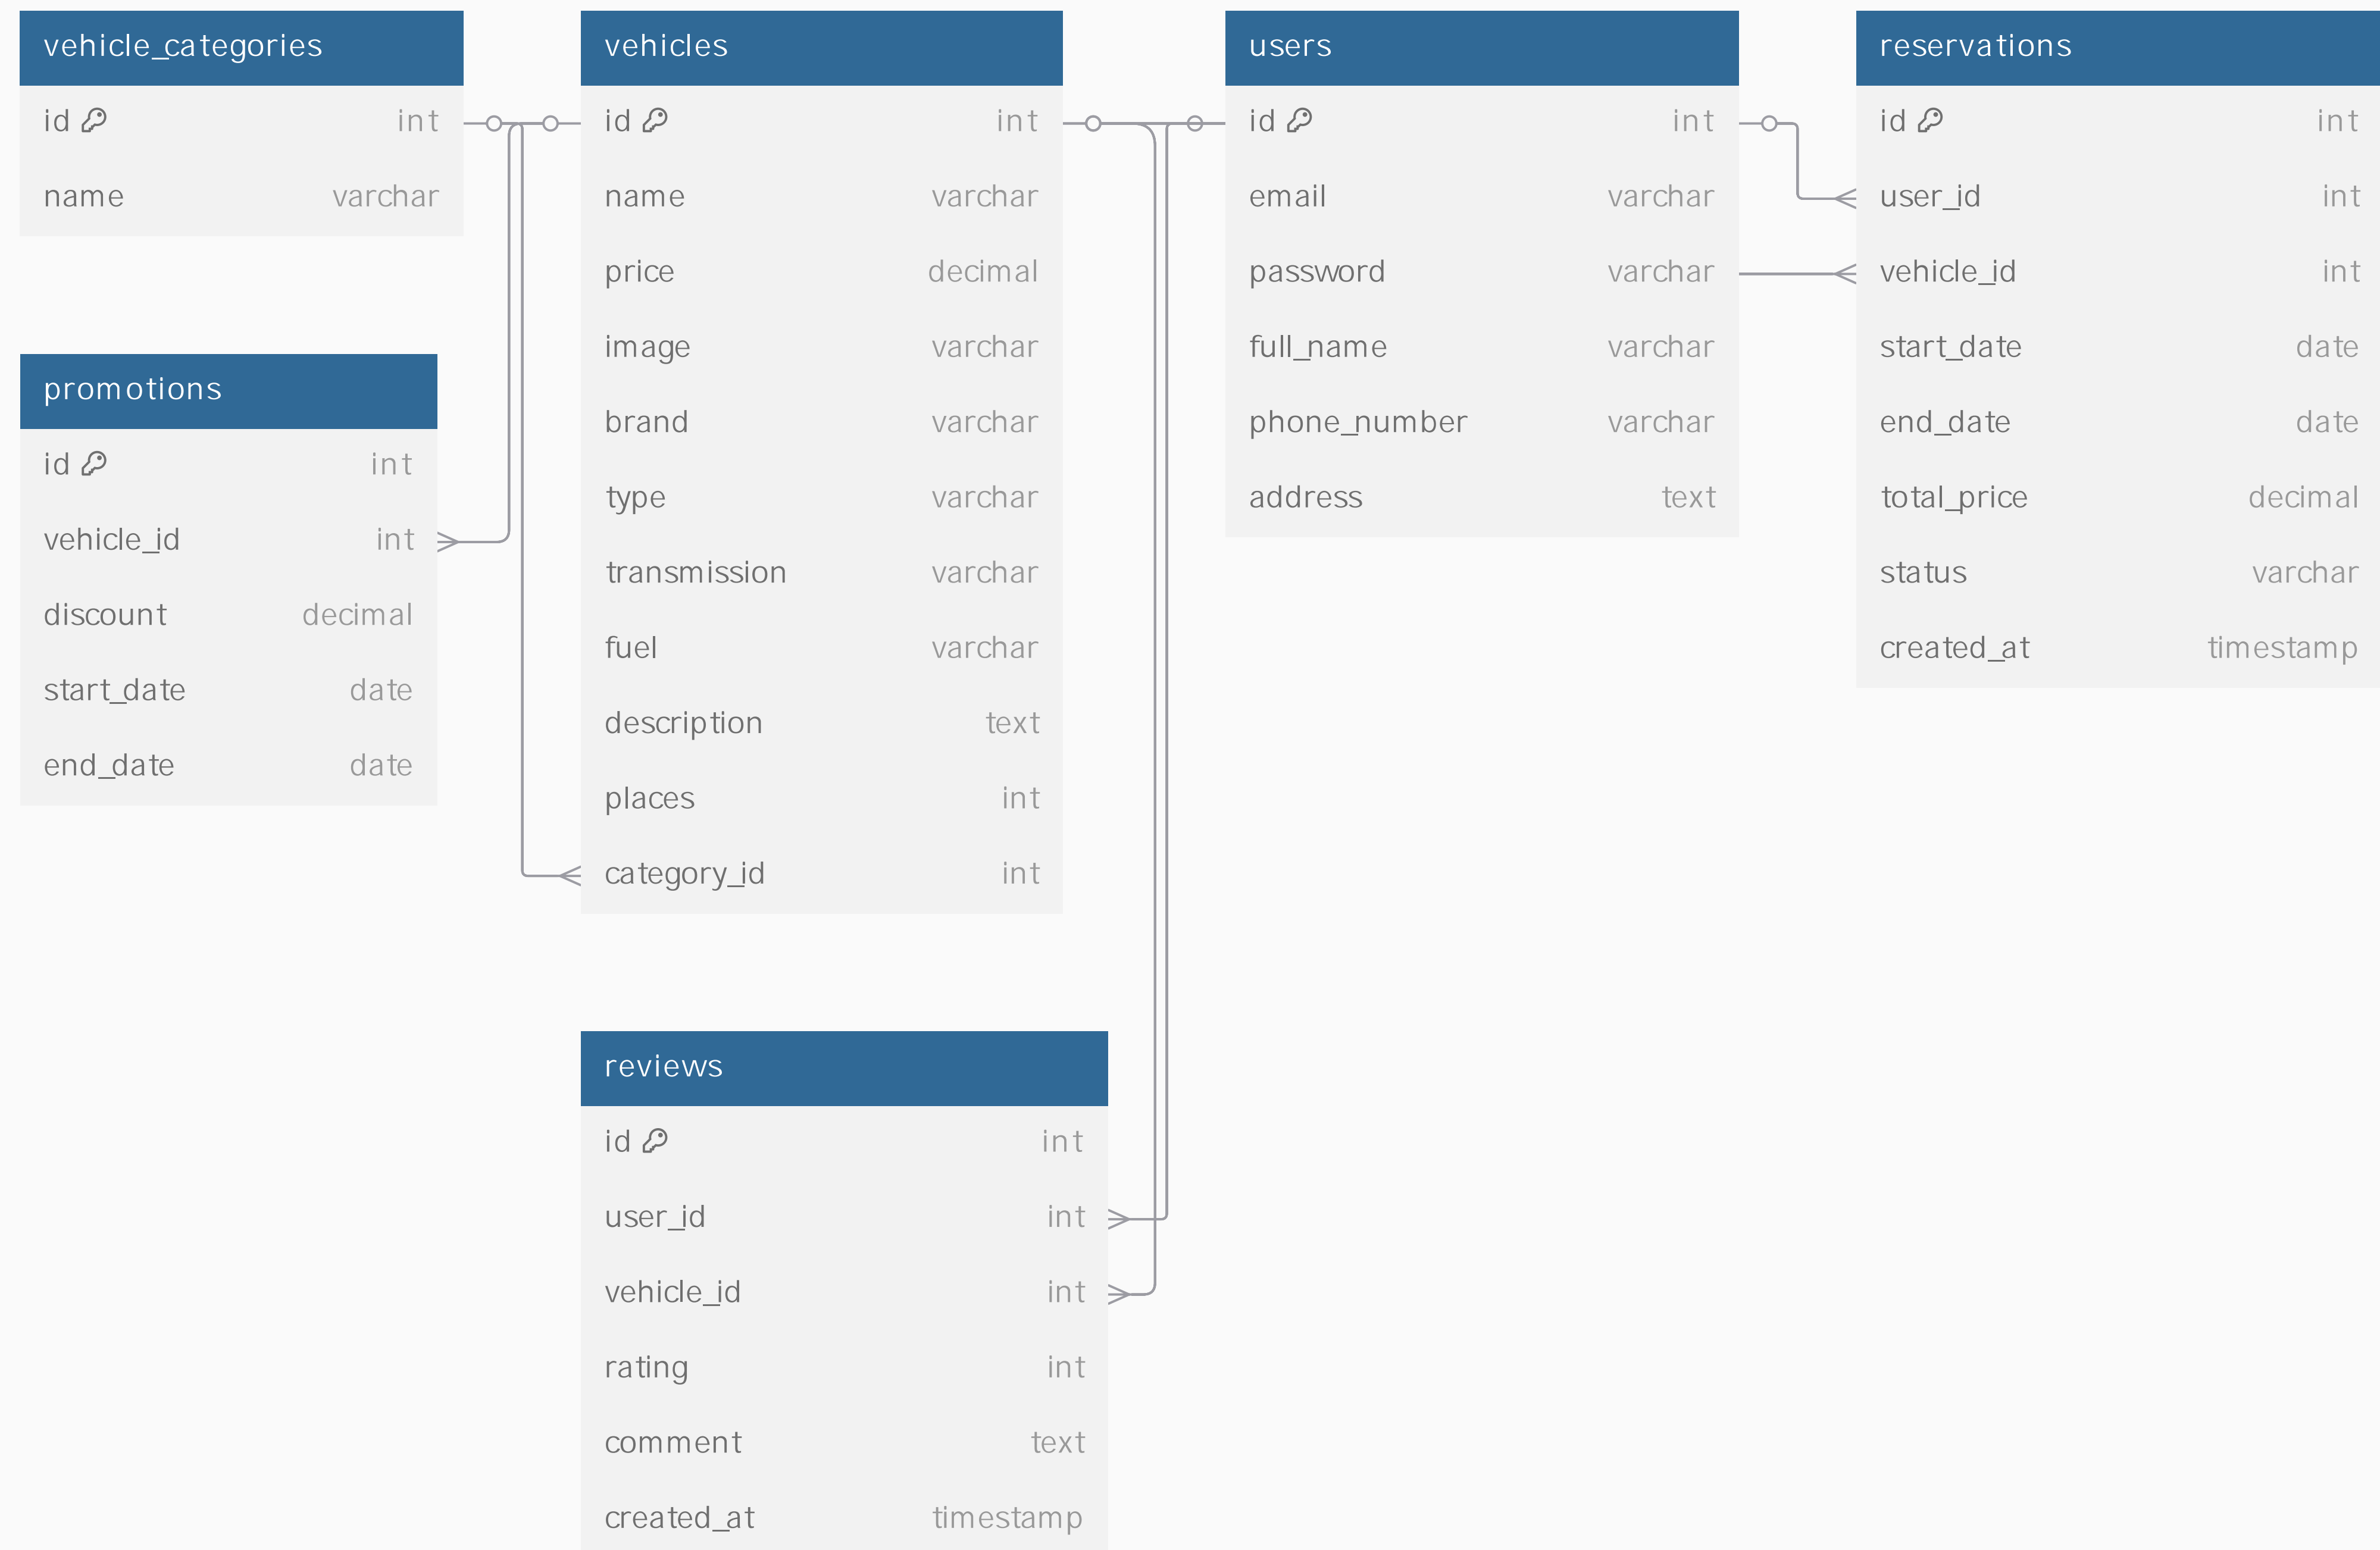 vehicle_categories
id int
name varchar
promotions
id int
vehicle_id int
discount decimal
start_date date
end_date date
vehicles
id int
name varchar
price decimal
image varchar
brand varchar
type varchar
transmission varchar
fuel varchar
description text
places int
category_id int
reviews
id int
user_id int
vehicle_id int
rating int
comment text
created_at timestamp
users
id int
email varchar
password varchar
full_name varchar
phone_number varchar
address text
reservations
id int
user_id int
vehicle_id int
start_date date
end_date date
total_price decimal
status varchar
created_at timestamp